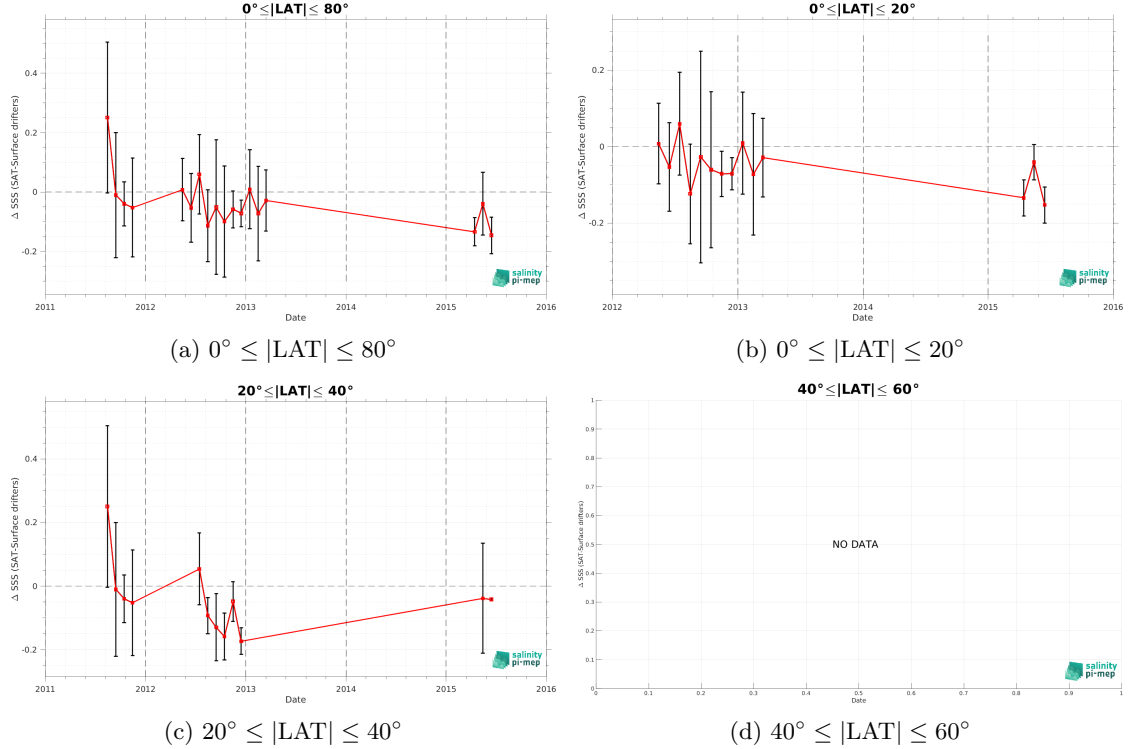 0°≤|LAT|≤ 80°
Δ SSS (SAT-Surface drifters)
0.4
0.2
0
-0.2
2011 2012 2013 2014 2015 2016
Date
salinity
pi-mep
(a) 0° ≤ |LAT| ≤ 80°
0°≤|LAT|≤ 20°
Δ SSS (SAT-Surface drifters)
0.2
0
-0.2
2012 2013 2014 2015 2016
Date
salinity
pi-mep
(b) 0° ≤ |LAT| ≤ 20°
20°≤|LAT|≤ 40°
Δ SSS (SAT-Surface drifters)
0.4
0.2
0
-0.2
2011 2012 2013 2014 2015 2016
Date
salinity
pi-mep
(c) 20° ≤ |LAT| ≤ 40°
40°≤|LAT|≤ 60°
Δ SSS (SAT-Surface drifters)
1
0.9
0.8
0.7
0.6
0.5
0.4
0.3
0.2
0.1
0
NO DATA
0 0.1 0.2 0.3 0.4 0.5 0.6 0.7 0.8 0.9 1
Date
salinity
pi-mep
(d) 40° ≤ |LAT| ≤ 60°